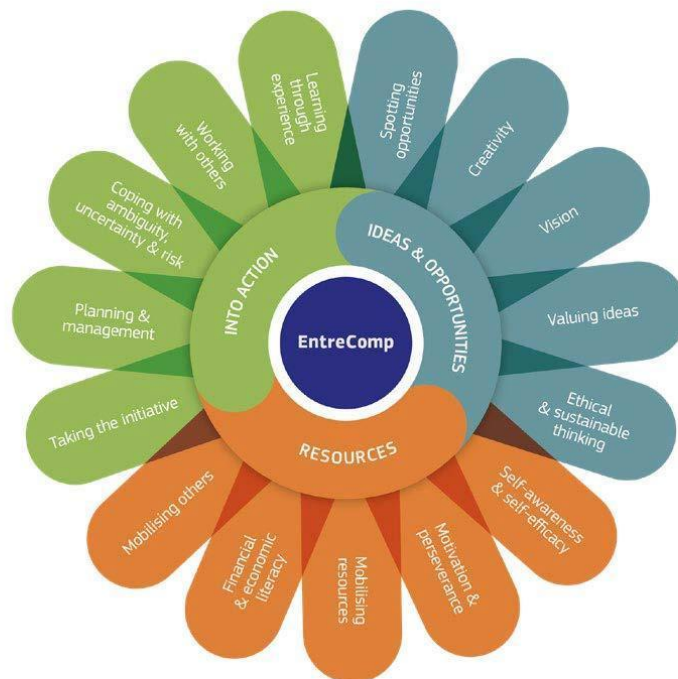 EntreComp
IDEAS & OPPORTUNITIES
Spotting
opportunities
Creativity
Vision
Valuing ideas
Ethical
& sustainable
thinking
RESOURCES
Self-awareness
& self-efficacy
Motivation &
perseverance
Mobilising
resources
Financial
& economic
literacy
Mobilising others
INTO ACTION
Taking the initiative
Planning &
management
Coping with
ambiguity,
uncertainty & risk
Working
with others
Learning
through
experience